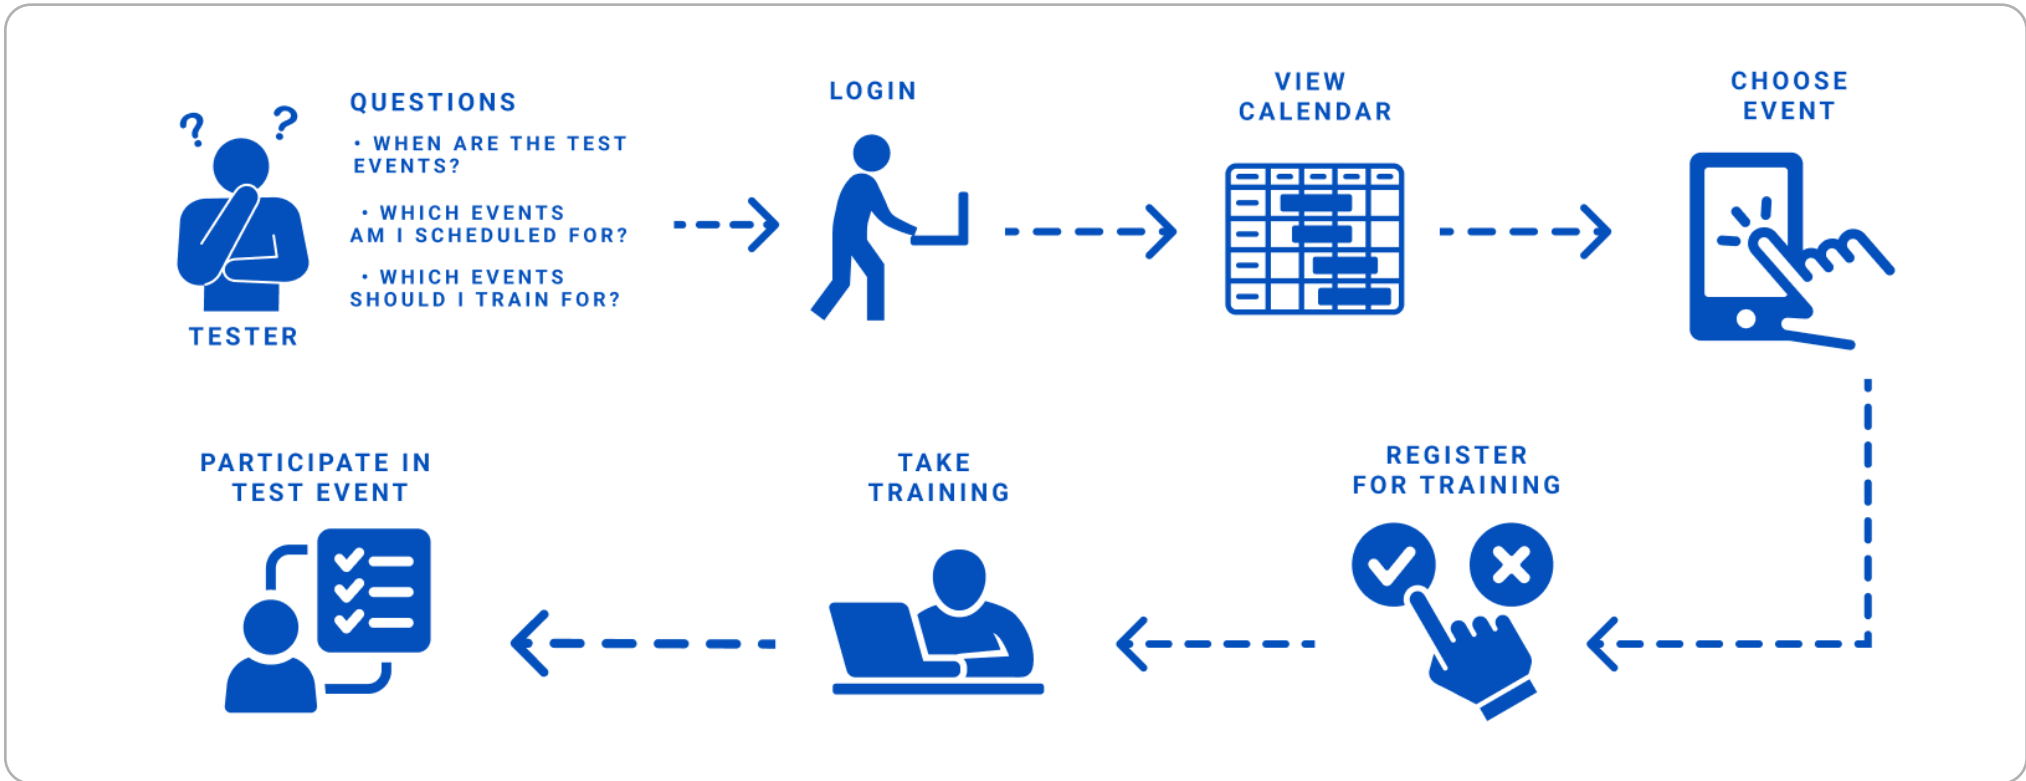 QUESTIONS
• WHEN ARE THE TEST
EVENTS?
• WHICH EVENTS
AM I SCHEDULED FOR?
• WHICH EVENTS
SHOULD I TRAIN FOR?
? ?
TESTER
LOGIN
VIEW
CALENDAR
CHOOSE
EVENT
REGISTER
FOR TRAINING
TAKE
TRAINING
PARTICIPATE IN
TEST EVENT